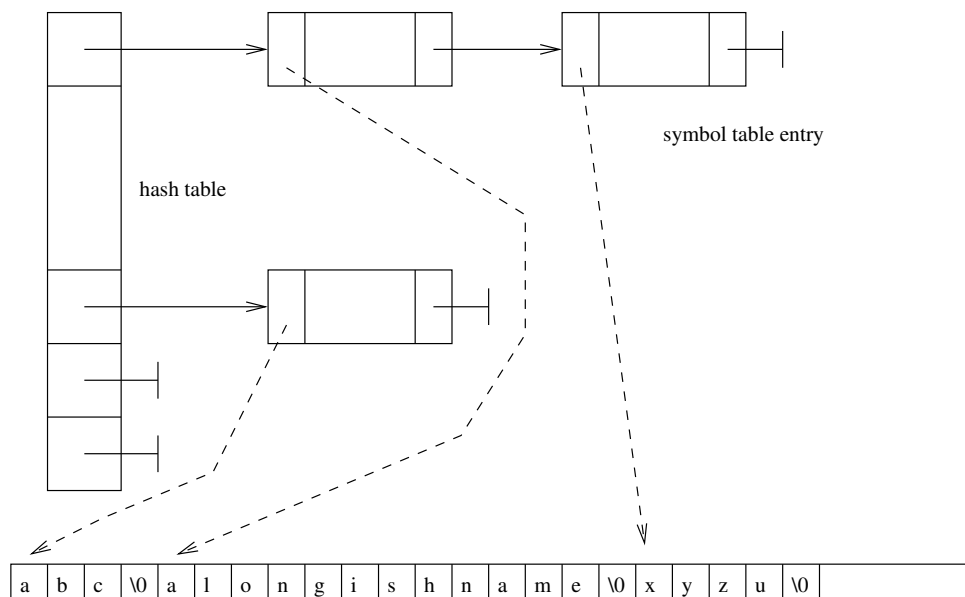 symbol table entry
hash table
a b c \0 a l o n g i s h n a m e \0 x y z u \0